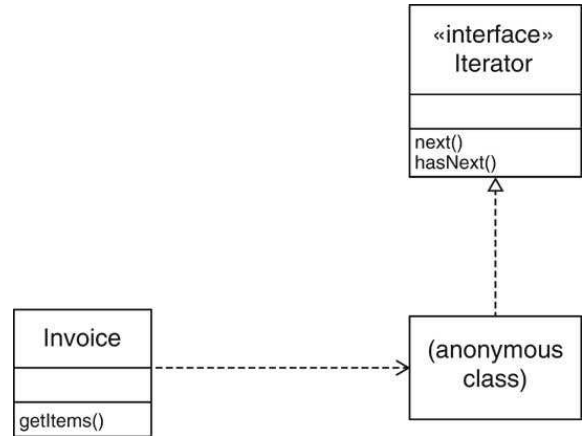 «interface»
Iterator
next()
hasNext()
Invoice
getItems()
(anonymous
class)